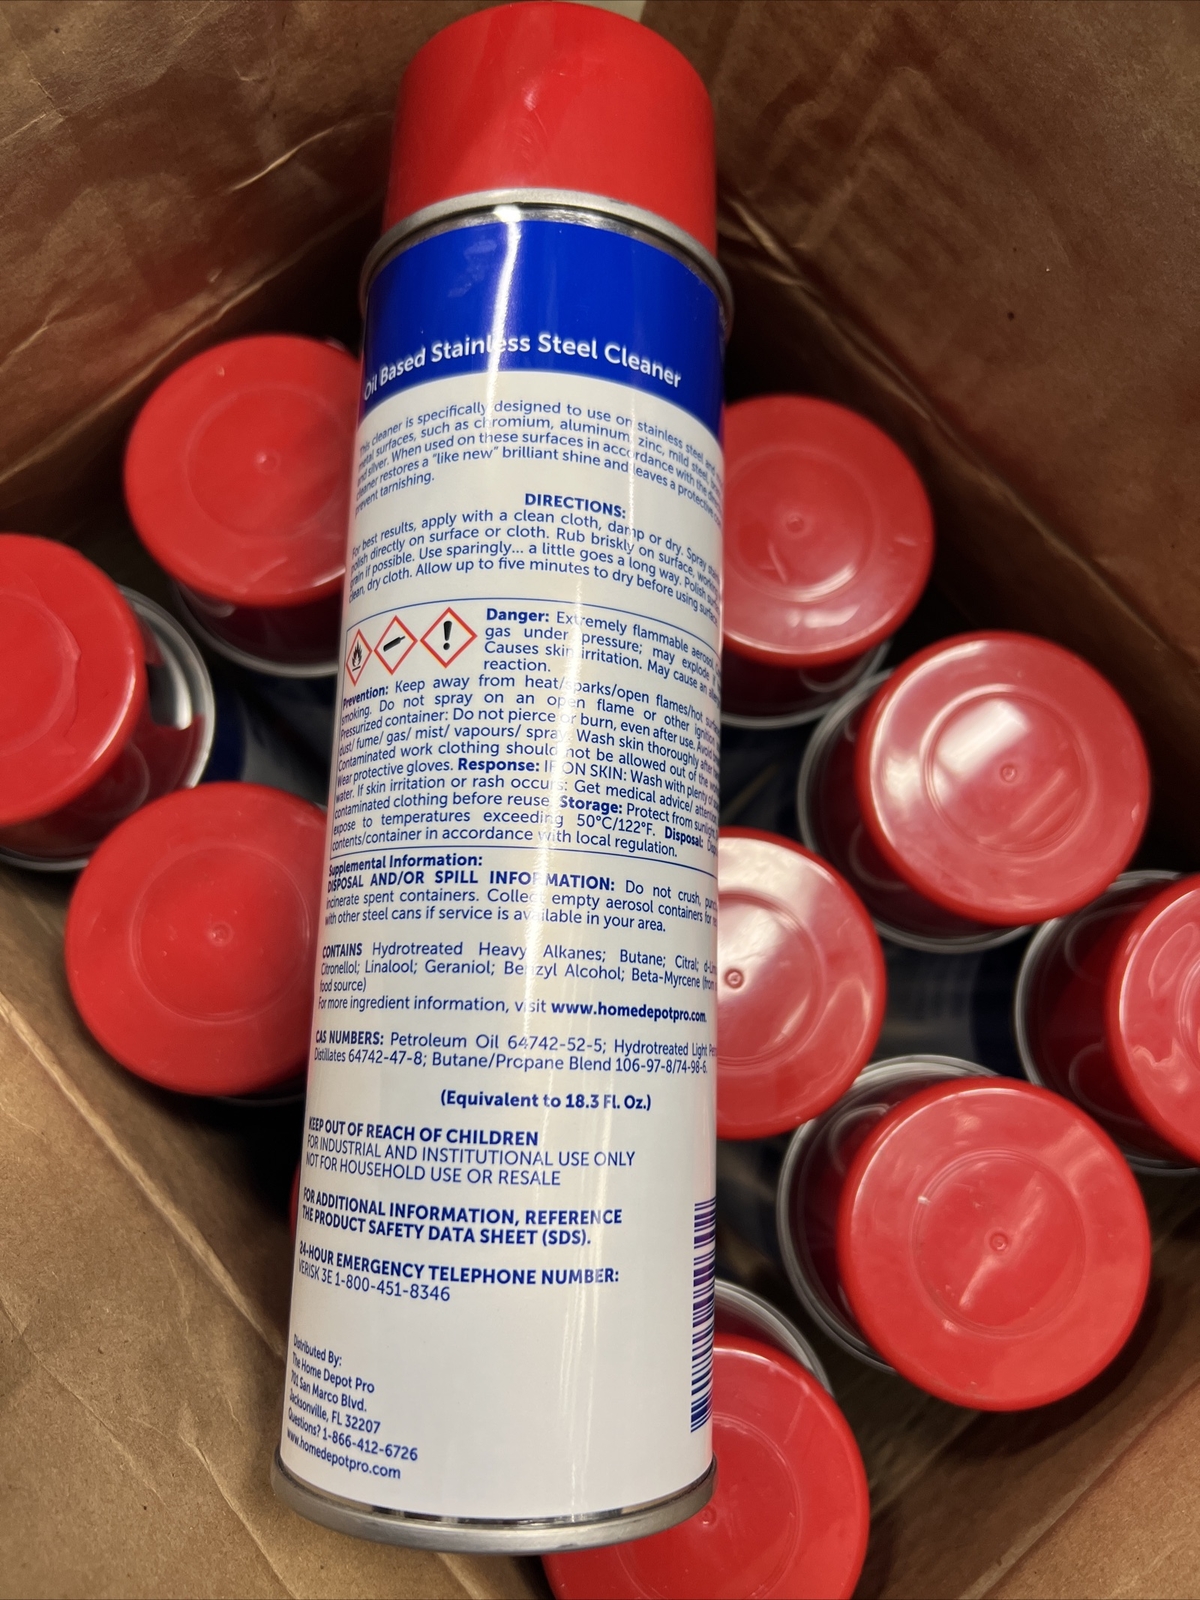 Oil Based Stainless Steel Cleaner
This cleaner is specifically designed to use on stainless steel and
metal surfaces, such as chromium, aluminum, zinc, mild steel,
and silver. When used on these surfaces in accordance with the
cleaner restores a "like new" brilliant shine and leaves a protective
prevent tarnishing.
DIRECTIONS:
For best results, apply with a clean cloth, damp or dry. Spray
polish directly on surface or cloth. Rub briskly on surface, working
grain if possible. Use sparingly... a little goes a long way. Polish
clean, dry cloth. Allow up to five minutes to dry before using surface.
Danger: Extremely flammable aerosol.
gas under pressure; may explode
Causes skin irritation. May cause an
reaction.
Prevention: Keep away from heat/sparks/open flames/hot
smoking. Do not spray on an open flame or other ignition
Pressurized container: Do not pierce or burn, even after use. Avoid
dust/ fume/ gas/ mist/ vapours/ spray. Wash skin thoroughly after
Contaminated work clothing should not be allowed out of the
Wear protective gloves. Response: IF ON SKIN: Wash with plenty of
water. If skin irritation or rash occurs: Get medical advice/
contaminated clothing before reuse. Storage: Protect from sunlight.
expose to temperatures exceeding 50°C/122°F. Disposal:
contents/container in accordance with local regulation.
Supplemental Information:
DISPOSAL AND/OR SPILL INFORMATION: Do not crush,
incinerate spent containers. Collect empty aerosol containers for
with other steel cans if service is available in your area.
CONTAINS Hydrotreated Heavy Alkanes; Butane; Citral;
Citronellol; Linalool; Geraniol; Benzyl Alcohol; Beta-Myrcene (from
food source)
For more ingredient information, visit www.homedepotpro.com.
CAS NUMBERS: Petroleum Oil 64742-52-5; Hydrotreated Light
Distillates 64742-47-8; Butane/Propane Blend 106-97-8/74-98-6.
(Equivalent to 18.3 Fl. Oz.)
KEEP OUT OF REACH OF CHILDREN
FOR INDUSTRIAL AND INSTITUTIONAL USE ONLY
NOT FOR HOUSEHOLD USE OR RESALE
FOR ADDITIONAL INFORMATION, REFERENCE
THE PRODUCT SAFETY DATA SHEET (SDS).
24-HOUR EMERGENCY TELEPHONE NUMBER:
VERISK 3E 1-800-451-8346
Distributed By:
The Home Depot Pro
701 San Marco Blvd.
Jacksonville, FL 32207
Questions? 1-866-412-6726
www.homedepotpro.com